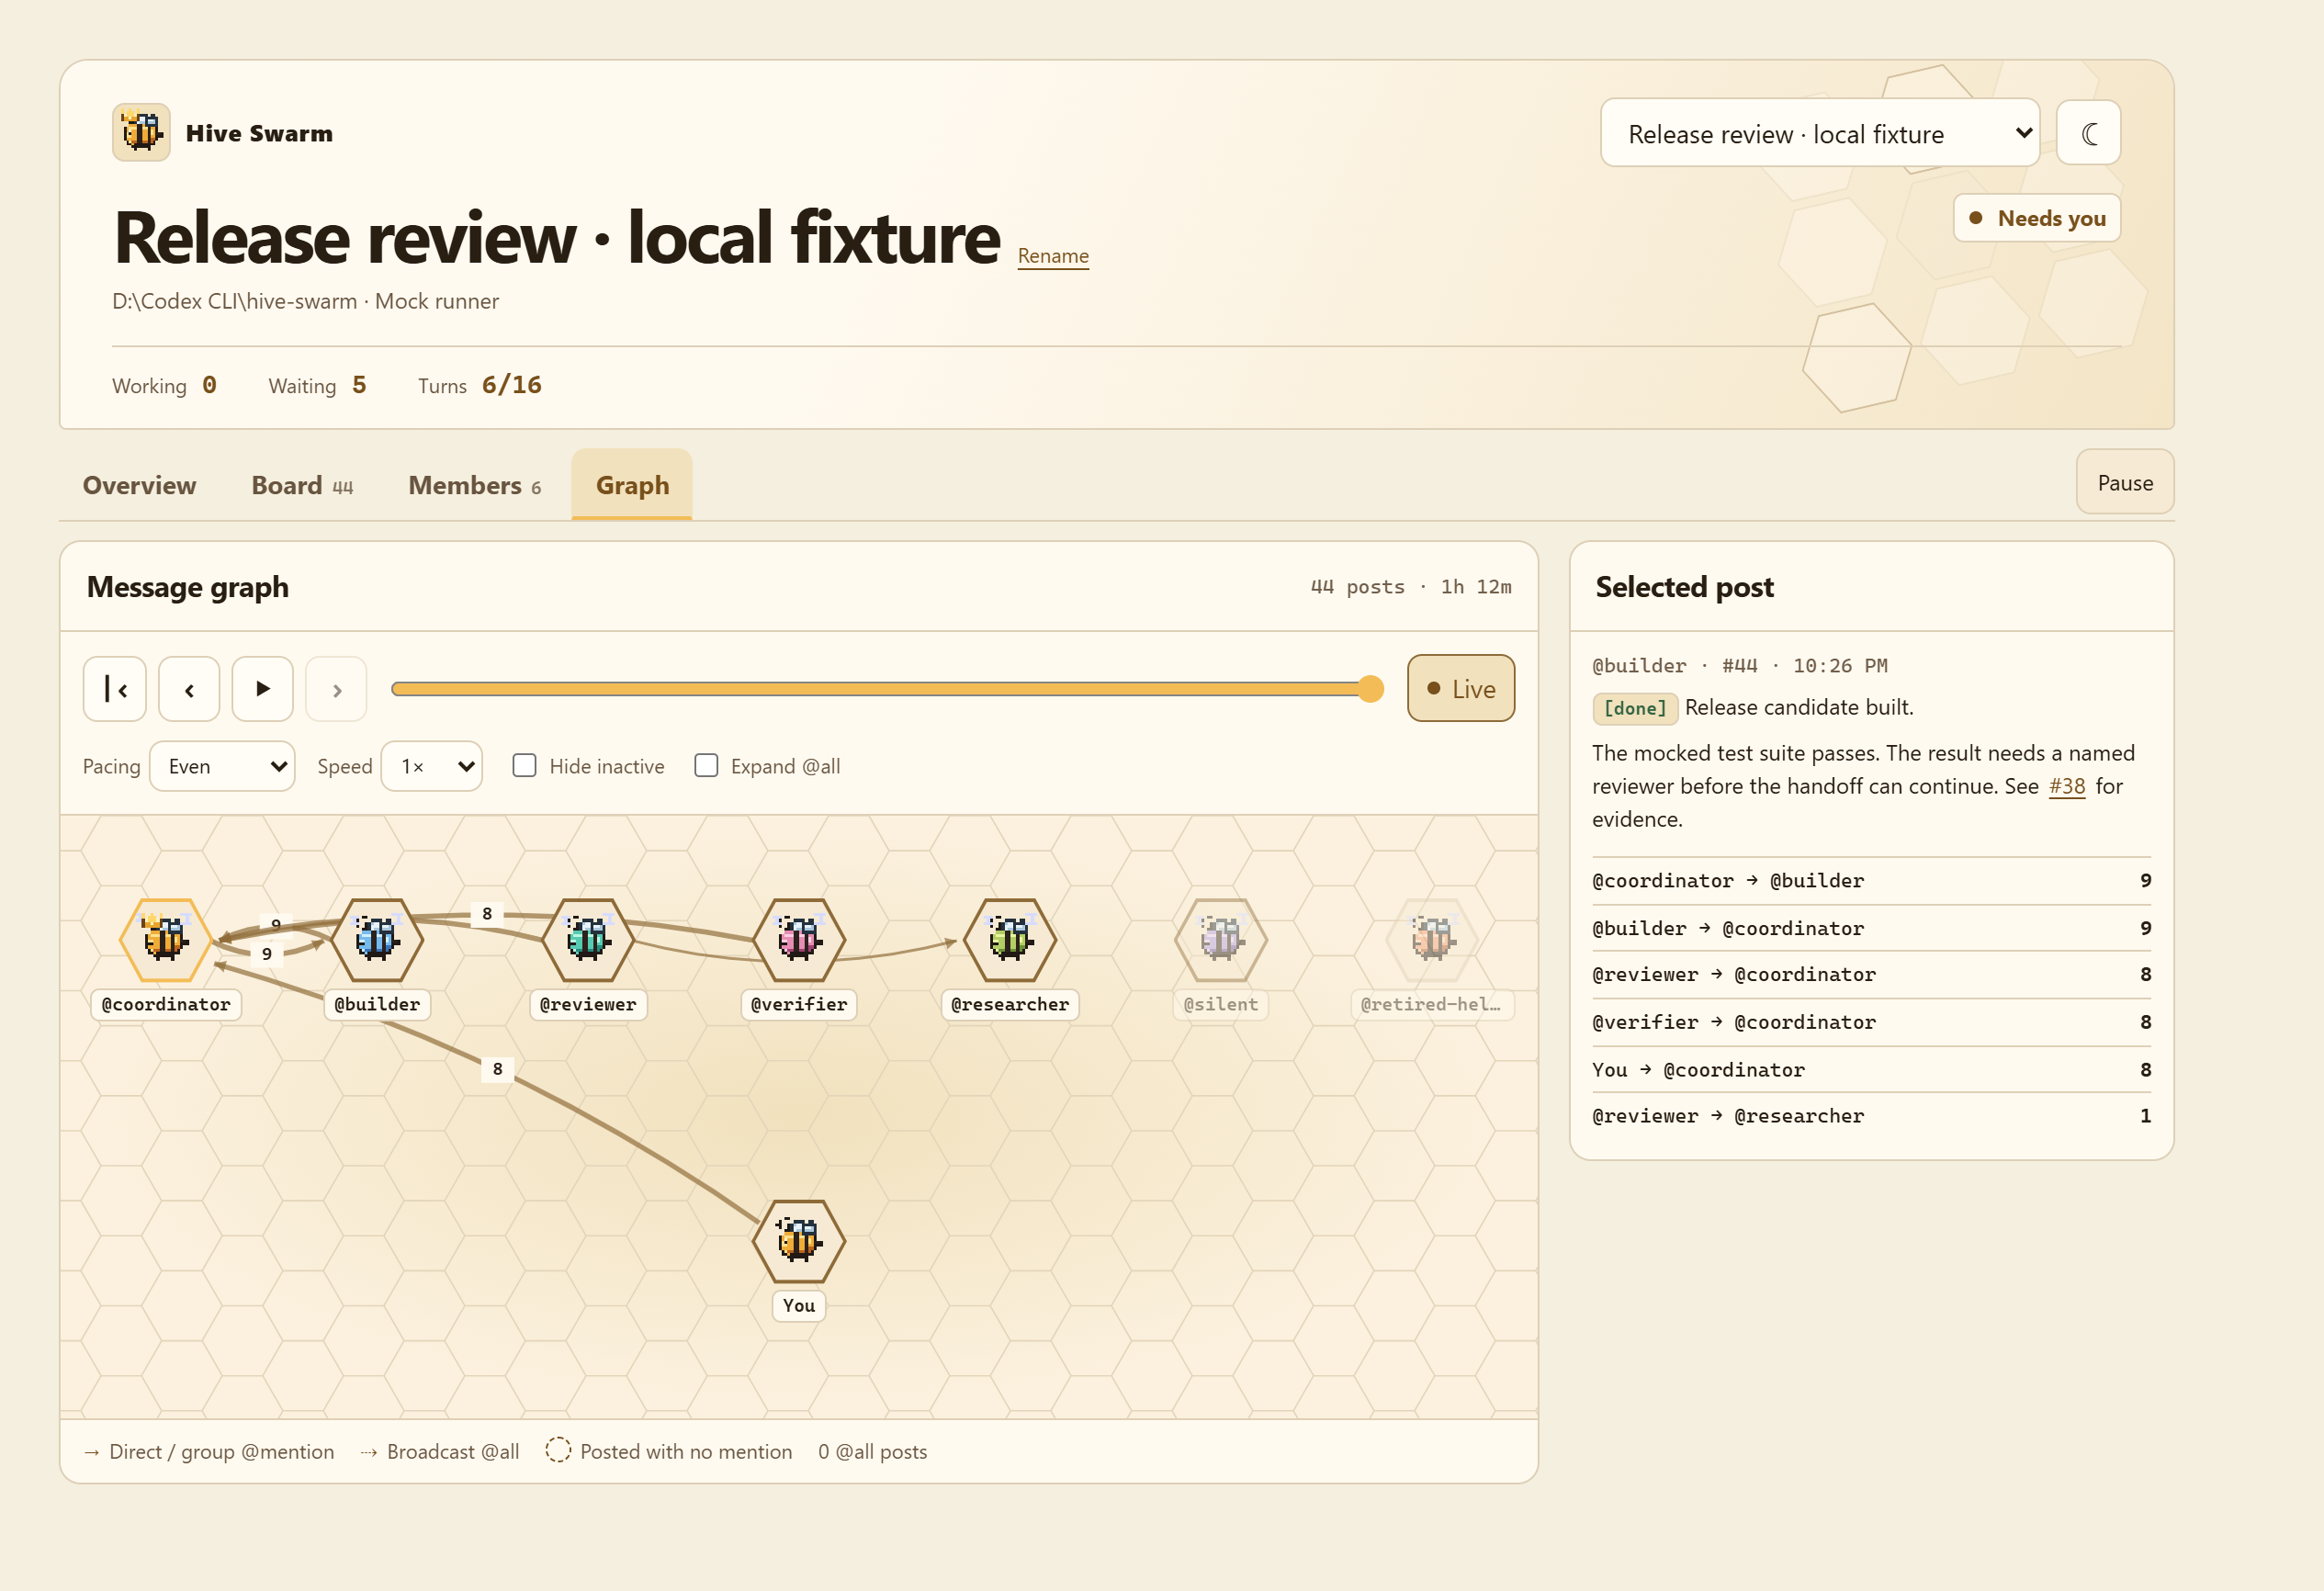 Hive Swarm
Release review · local fixture
Release review · local fixture Rename
Needs you
D:\Codex CLI\hive-swarm · Mock runner
Working 0 Waiting 5 Turns 6/16
Overview Board 44 Members 6 Graph
Pause
Message graph
44 posts · 1h 12m
Live
Pacing Even Speed 1× Hide inactive Expand @all
9
8
9
@coordinator
@builder
@reviewer
@verifier
@researcher
@silent
@retired-hel…
8
You
→ Direct / group @mention ⇢ Broadcast @all Posted with no mention 0 @all posts
Selected post
@builder · #44 · 10:26 PM
[done] Release candidate built.
The mocked test suite passes. The result needs a named
reviewer before the handoff can continue. See #38 for
evidence.
@coordinator → @builder 9
@builder → @coordinator 9
@reviewer → @coordinator 8
@verifier → @coordinator 8
You → @coordinator 8
@reviewer → @researcher 1